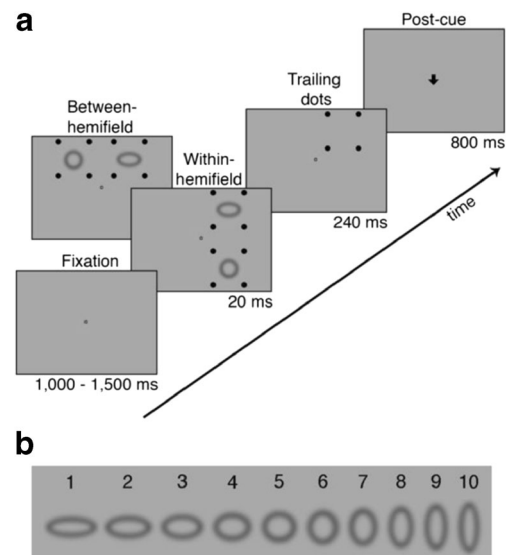 a
Post-cue
Trailing
dots
Between-
hemifield
800 ms
Within-
hemifield
time
240 ms
Fixation
20 ms
1,000 - 1,500 ms
b
1 2 3 4 5 6 7 8 9 10